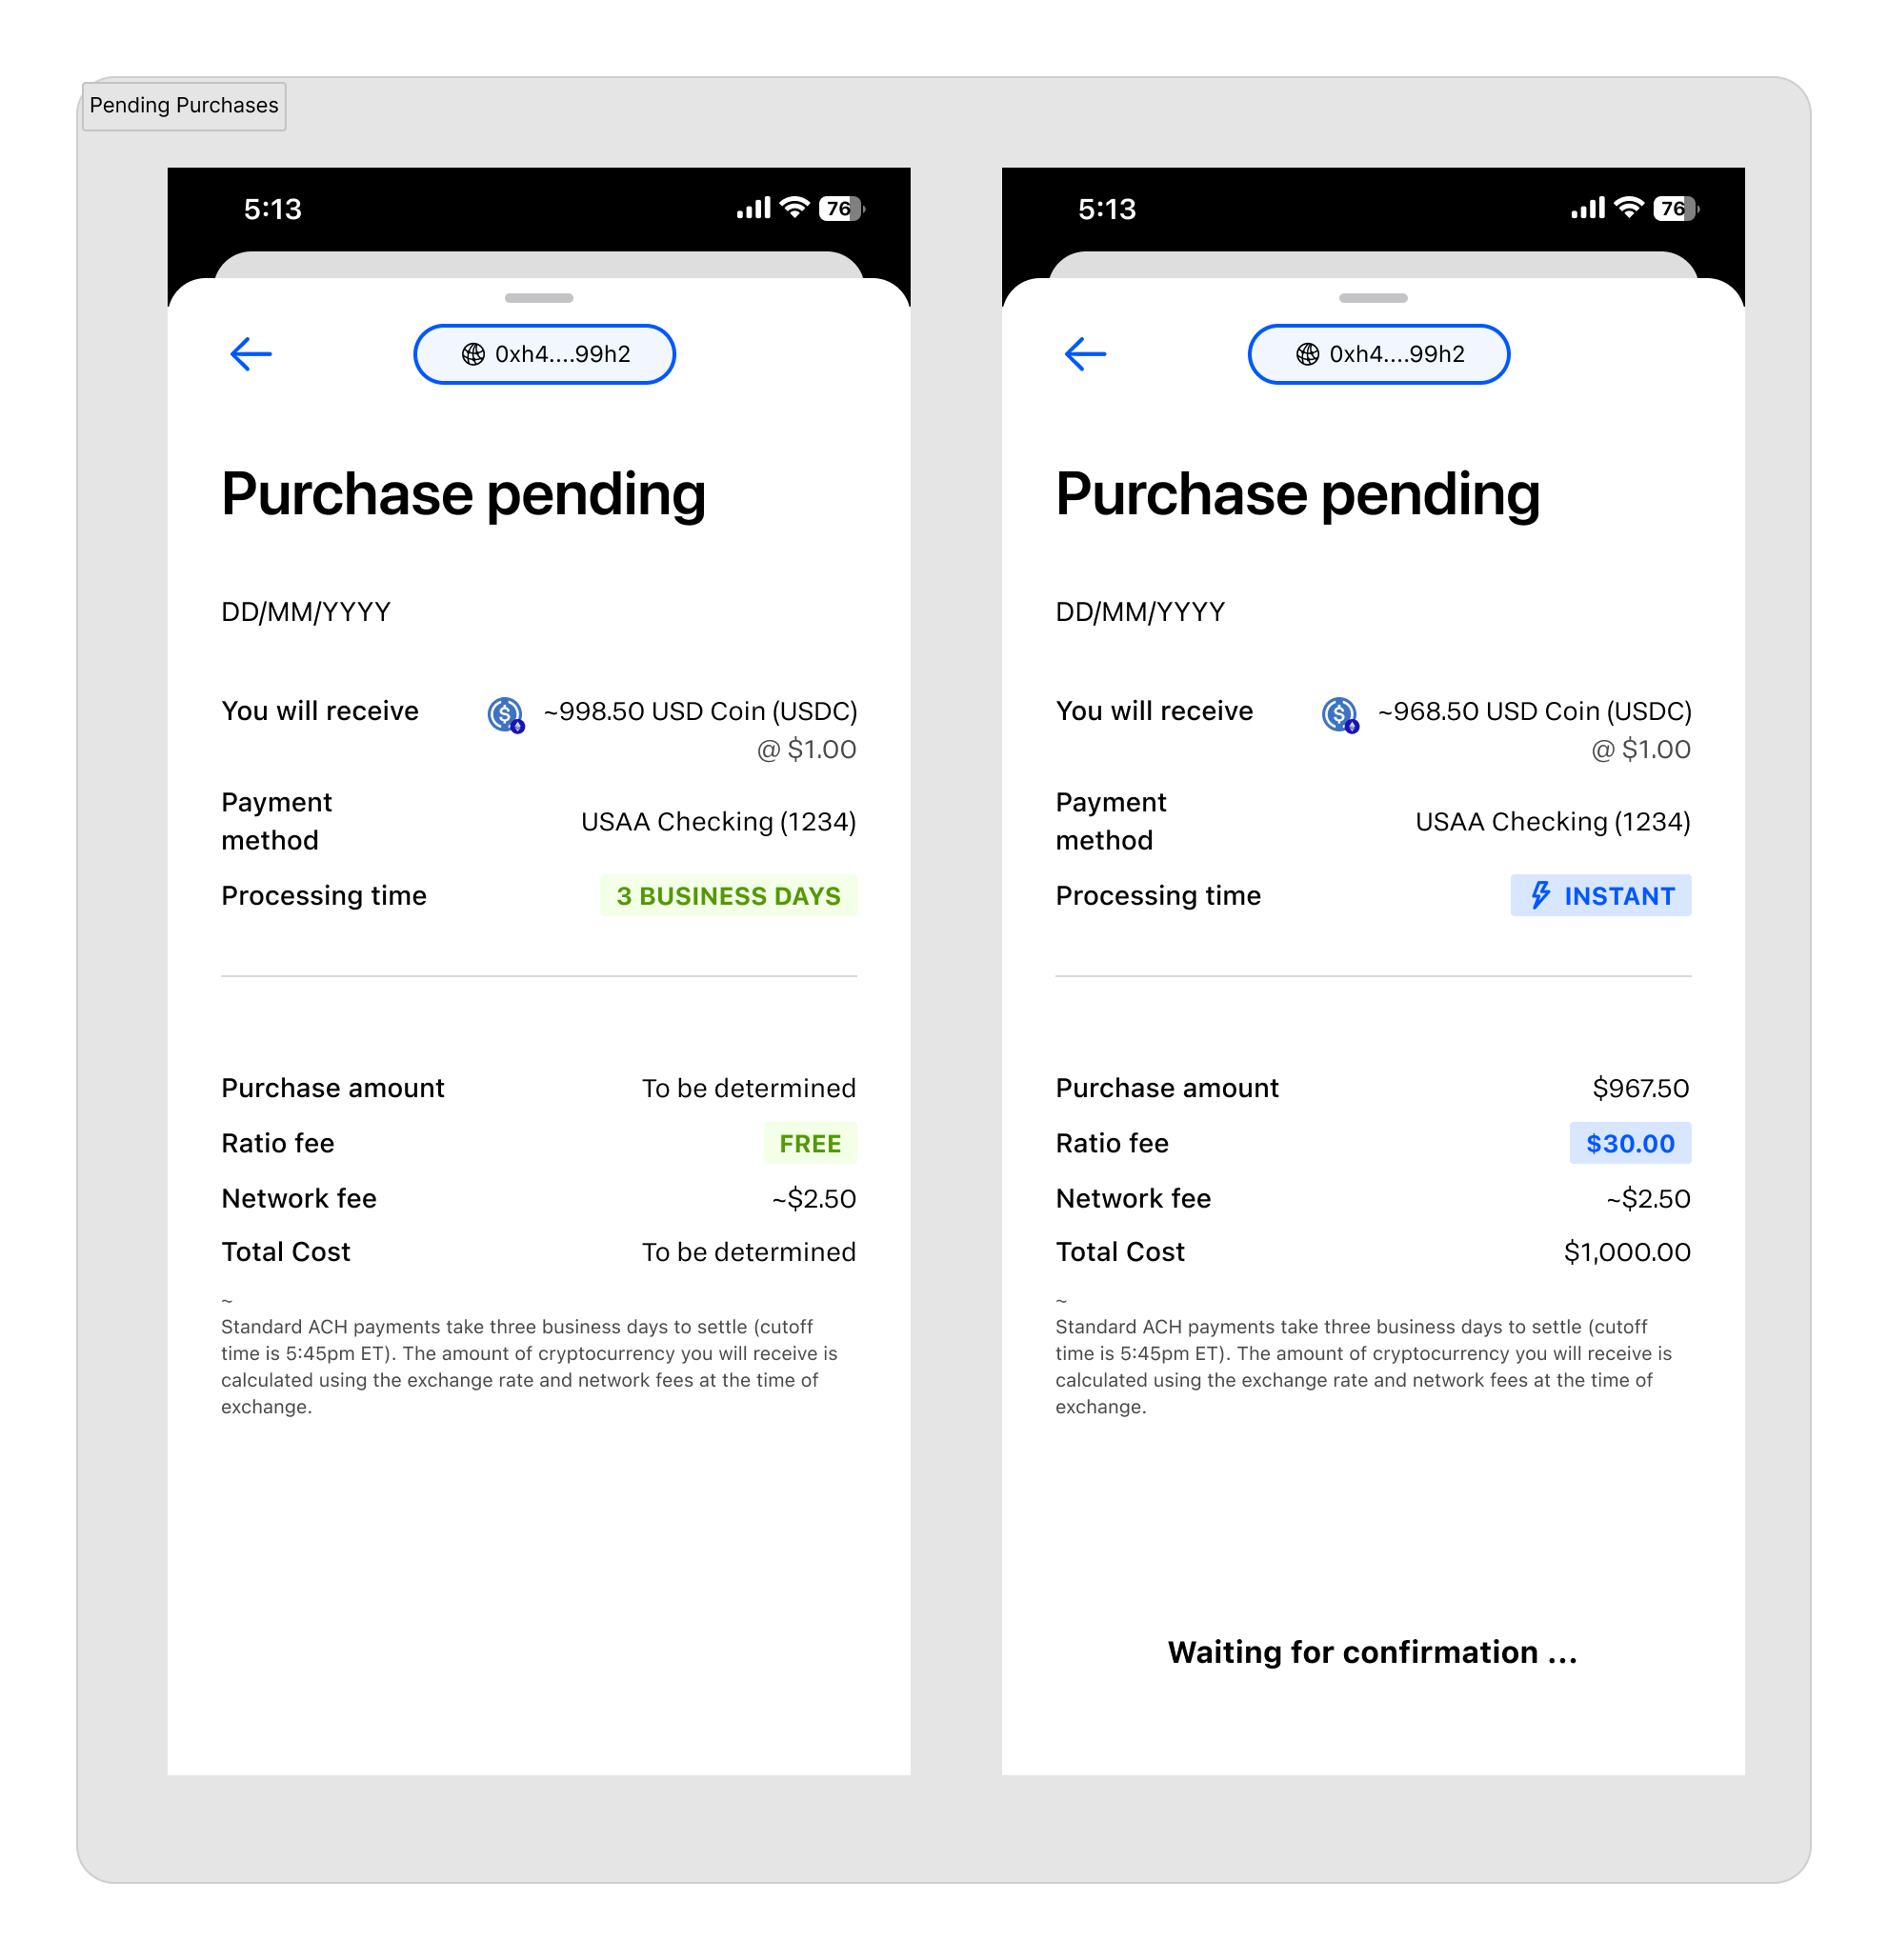 Pending Purchases
5:13
76
0xh4....99h2
Purchase pending
DD/MM/YYYY
You will receive ~998.50 USD Coin (USDC)
@ $1.00
Payment
method
USAA Checking (1234)
Processing time 3 BUSINESS DAYS
Purchase amount To be determined
Ratio fee FREE
Network fee ~$2.50
Total Cost To be determined
~
Standard ACH payments take three business days to settle (cutoff
time is 5:45pm ET). The amount of cryptocurrency you will receive is
calculated using the exchange rate and network fees at the time of
exchange.
5:13
76
0xh4....99h2
Purchase pending
DD/MM/YYYY
You will receive ~968.50 USD Coin (USDC)
@ $1.00
Payment
method
USAA Checking (1234)
Processing time INSTANT
Purchase amount $967.50
Ratio fee $30.00
Network fee ~$2.50
Total Cost $1,000.00
~
Standard ACH payments take three business days to settle (cutoff
time is 5:45pm ET). The amount of cryptocurrency you will receive is
calculated using the exchange rate and network fees at the time of
exchange.
Waiting for confirmation ...